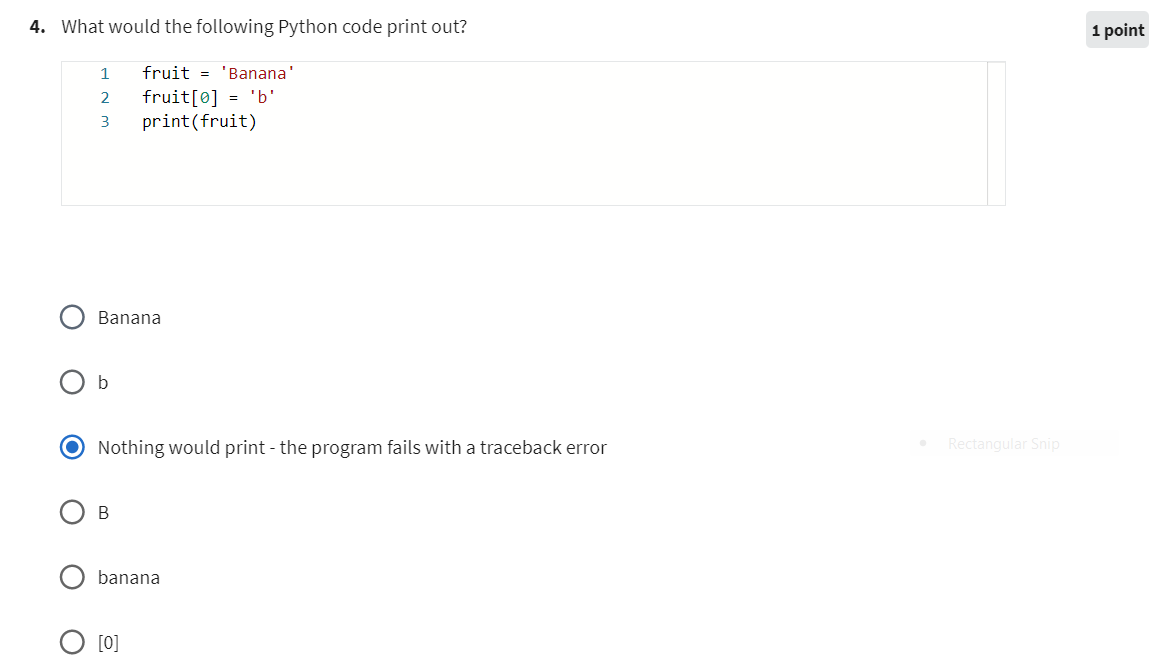 4. What would the following Python code print out?
1 point
1 fruit = 'Banana'
2 fruit[0] = 'b'
3 print(fruit)
Banana
b
Nothing would print - the program fails with a traceback error
Rectangular Snip
B
banana
[0]